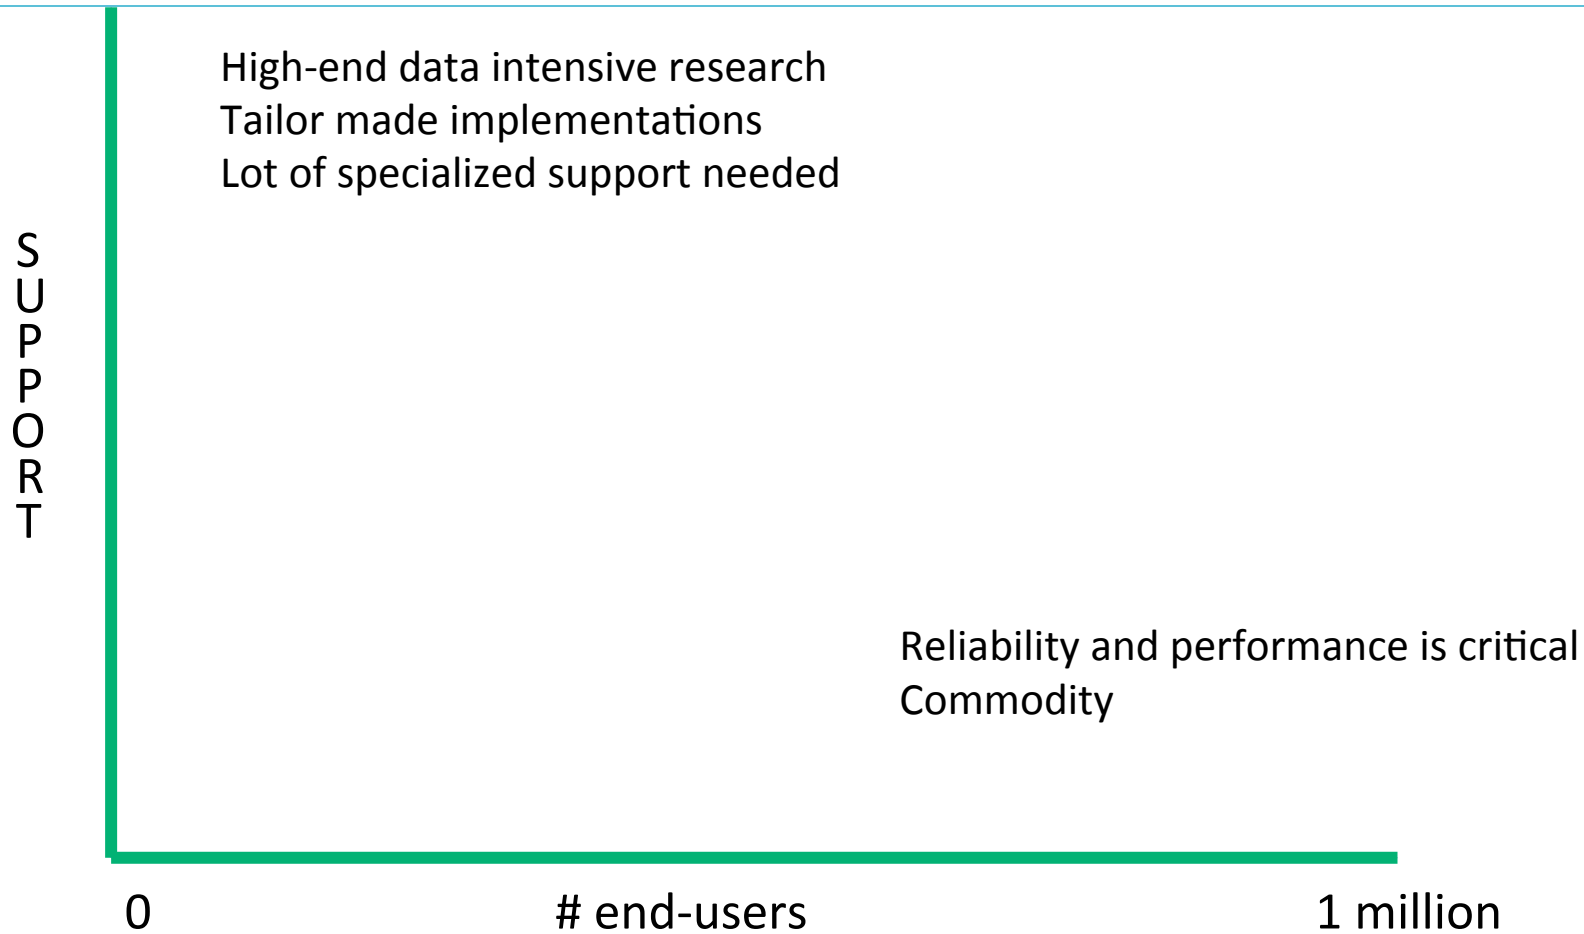 High-end data intensive research
Tailor made implementations
Lot of specialized support needed
SUPPORT
Reliability and performance is critical
Commodity
0
# end-users
1 million